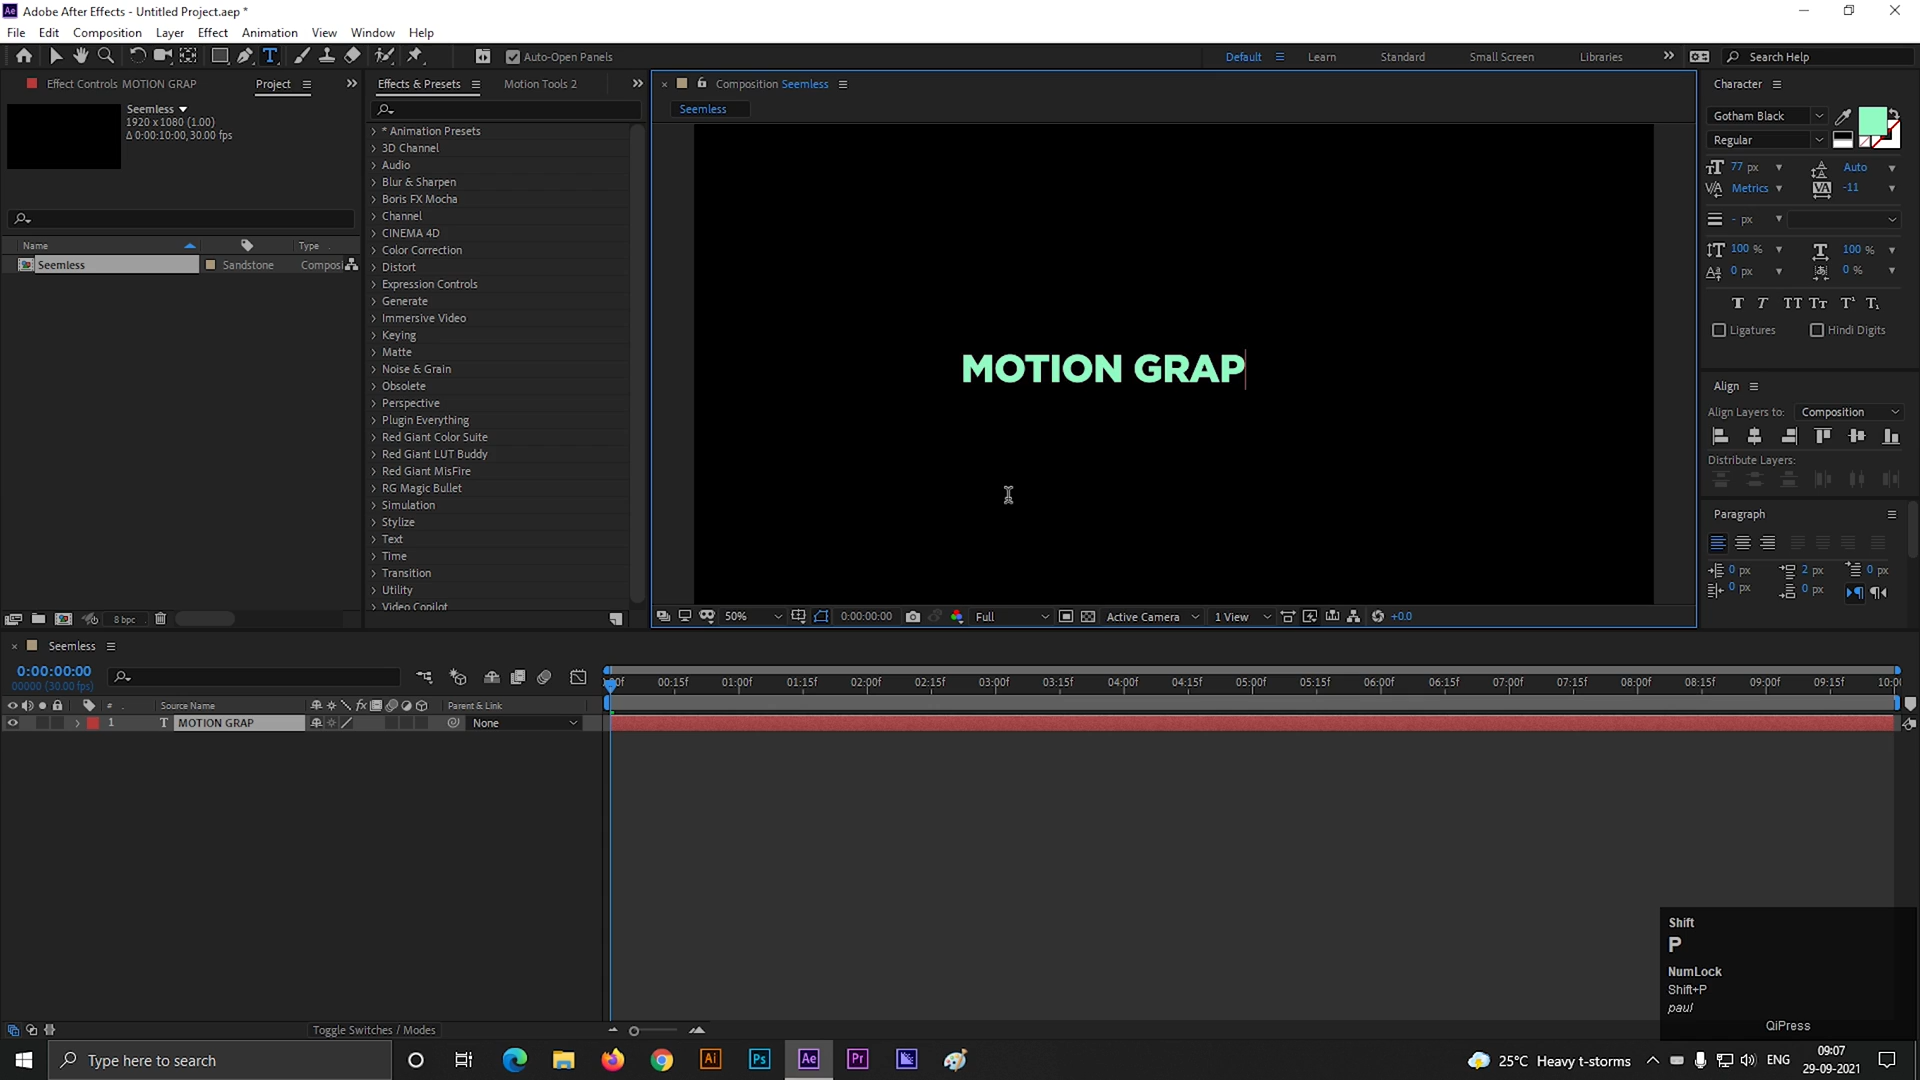 Adobe After Effects - Untitled Project.aep *
File Edit Composition Layer Effect Animation View Window Help
Auto-Open Panels
Default Learn Standard Small Screen Libraries Search Help
Effect Controls MOTION GRAP Project
Seemless
1920 x 1080 (1.00)
Δ 0:00:10:00, 30.00 fps
Name Type
Seemless Sandstone Composi
8 bpc
Effects & Presets Motion Tools 2
* Animation Presets
3D Channel
Audio
Blur & Sharpen
Boris FX Mocha
Channel
CINEMA 4D
Color Correction
Distort
Expression Controls
Generate
Immersive Video
Keying
Matte
Noise & Grain
Obsolete
Perspective
Plugin Everything
Red Giant Color Suite
Red Giant LUT Buddy
Red Giant MisFire
RG Magic Bullet
Simulation
Stylize
Text
Time
Transition
Utility
Video Copilot
Composition Seemless
Seemless
MOTION GRAP
50% 0:00:00:00 Full Active Camera 1 View +0.0
Character
Gotham Black
Regular
77 px Auto
Metrics -11
- px
100 % 100 %
0 px 0 %
Ligatures Hindi Digits
Align
Align Layers to: Composition
Distribute Layers:
Paragraph
0 px 2 px 0 px
0 px 0 px
Seemless
0:00:00:00
00000 (30.00 fps)
00:15f 01:00f 01:15f 02:00f 02:15f 03:00f 03:15f 04:00f 04:15f 05:00f 05:15f 06:00f 06:15f 07:00f 07:15f 08:00f 08:15f 09:00f 09:15f
# Source Name Parent & Link
1 T MOTION GRAP None
Toggle Switches / Modes
Shift
P
NumLock
Shift+P
paul
QiPress
Type here to search
Ai Ps Ae Pr
25°C Heavy t-storms ENG
09:07
29-09-2021